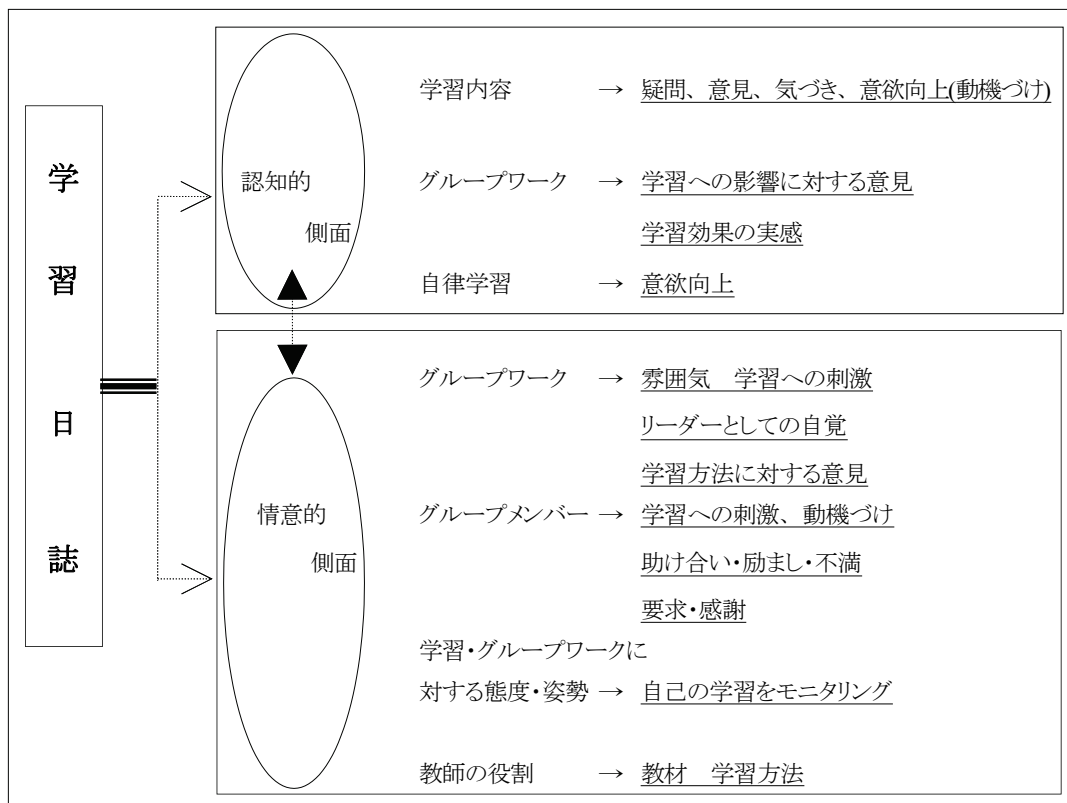 学習日誌
認知的
側面
学習内容 → 疑問、意見、気づき、意欲向上(動機づけ)
グループワーク → 学習への影響に対する意見
学習効果の実感
自律学習 → 意欲向上
情意的
側面
グループワーク → 雰囲気　学習への刺激
リーダーとしての自覚
学習方法に対する意見
グループメンバー → 学習への刺激、動機づけ
助け合い・励まし・不満
要求・感謝
学習・グループワークに
対する態度・姿勢 → 自己の学習をモニタリング
教師の役割 → 教材　学習方法